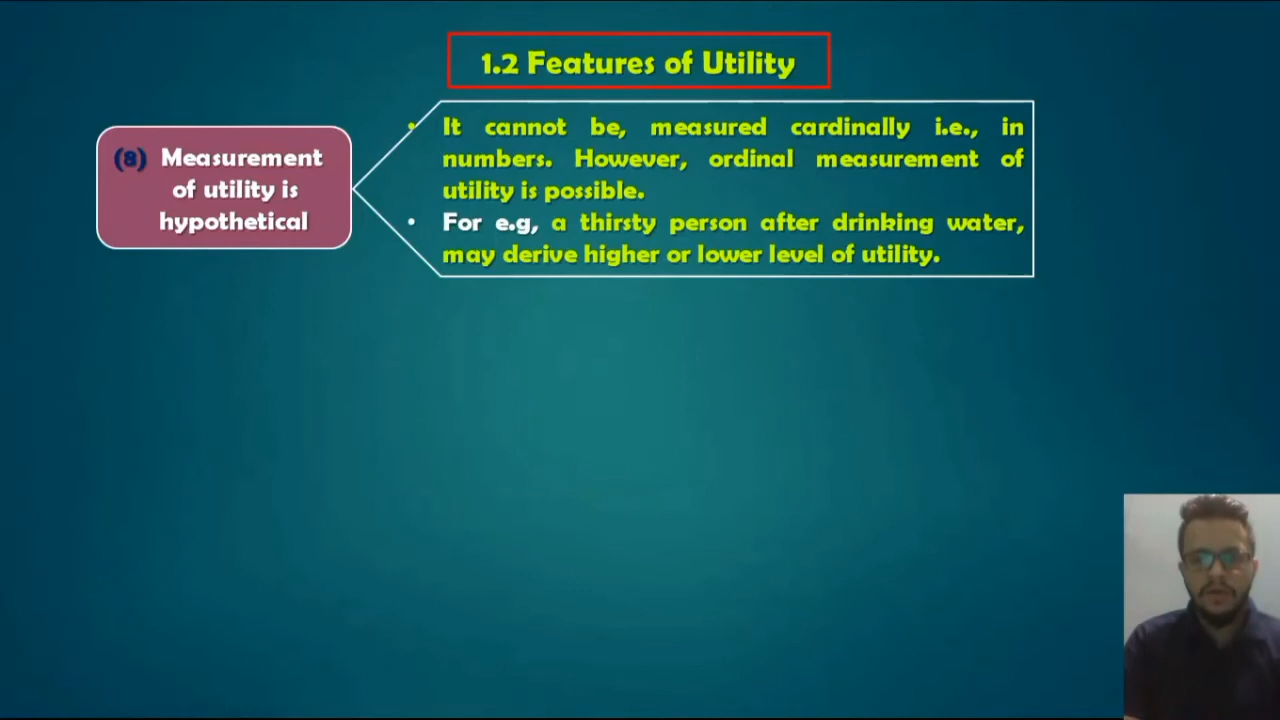 1.2 Features of Utility
(8) Measurement
of utility is
hypothetical
• It cannot be, measured cardinally i.e., in
numbers. However, ordinal measurement of
utility is possible.
• For e.g, a thirsty person after drinking water,
may derive higher or lower level of utility.